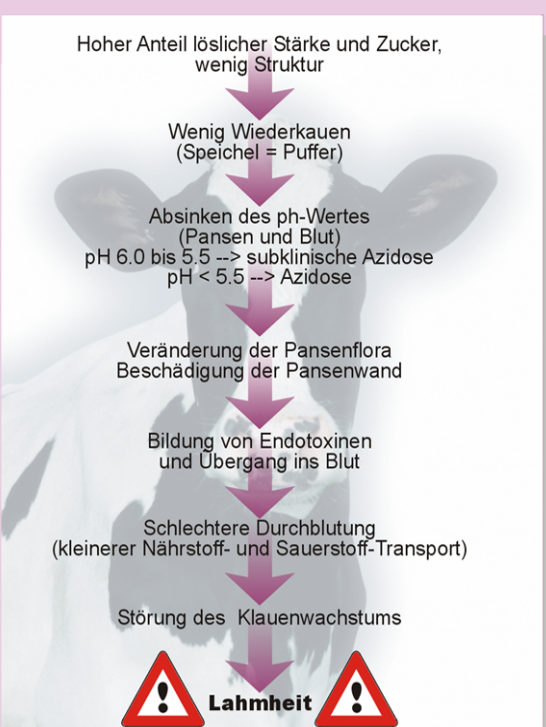 Hoher Anteil löslicher Stärke und Zucker,
wenig Struktur
Wenig Wiederkauen
(Speichel = Puffer)
Absinken des ph-Wertes
(Pansen und Blut)
pH 6.0 bis 5.5 --> subklinische Azidose
pH < 5.5 --> Azidose
Veränderung der Pansenflora
Beschädigung der Pansenwand
Bildung von Endotoxinen
und Übergang ins Blut
Schlechtere Durchblutung
(kleinerer Nährstoff- und Sauerstoff-Transport)
Störung des Klauenwachstums
! Lahmheit !